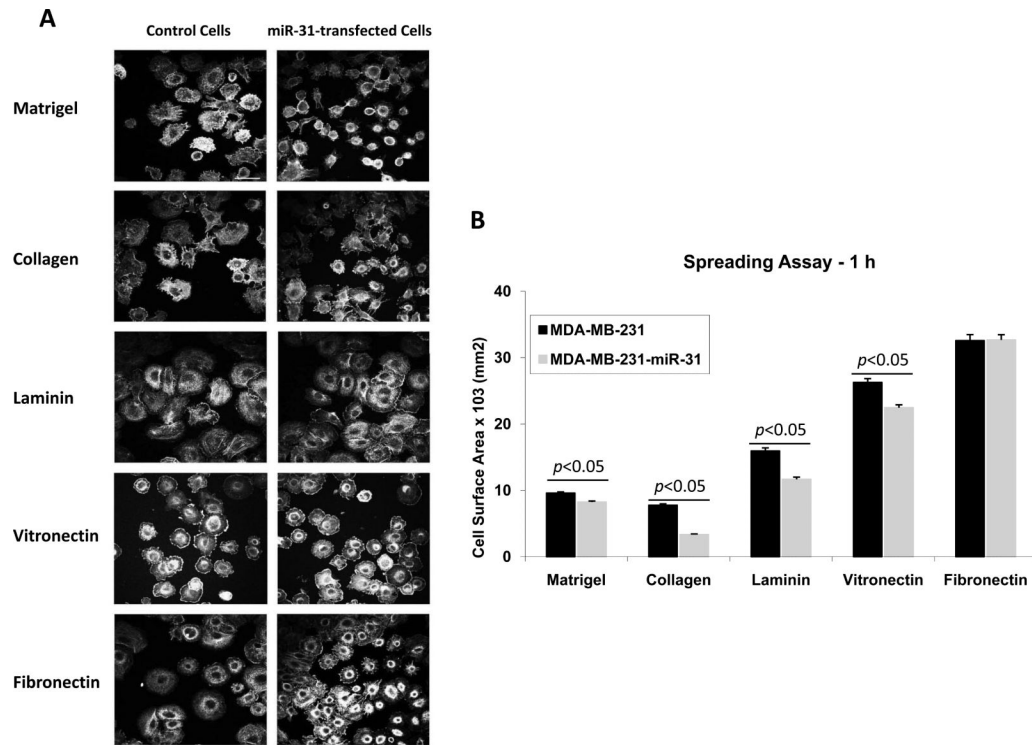 A
Control Cells
miR-31-transfected Cells
Matrigel
Collagen
Laminin
Vitronectin
Fibronectin
B
Spreading Assay - 1 h
Cell Surface Area x 103 (mm2)
40
30
20
10
0
MDA-MB-231
MDA-MB-231-miR-31
p<0.05
p<0.05
p<0.05
p<0.05
Matrigel
Collagen
Laminin
Vitronectin
Fibronectin